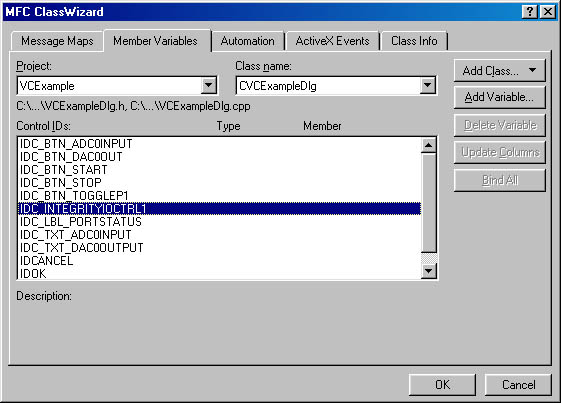 MFC ClassWizard
Message Maps Member Variables Automation ActiveX Events Class Info
Project: Class name:
VCExample CVCExampleDlg
Add Class...
C:\...\VCExampleDlg.h, C:\...\VCExampleDlg.cpp
Add Variable...
Control IDs: Type Member
Delete Variable
Update Columns
Bind All
IDC_BTN_ADC0INPUT
IDC_BTN_DAC0OUT
IDC_BTN_START
IDC_BTN_STOP
IDC_BTN_TOGGLEP1
IDC_INTEGRITYIOCTRL1
IDC_LBL_PORTSTATUS
IDC_TXT_ADC0INPUT
IDC_TXT_DAC0OUTPUT
IDCANCEL
IDOK
Description:
OK Cancel